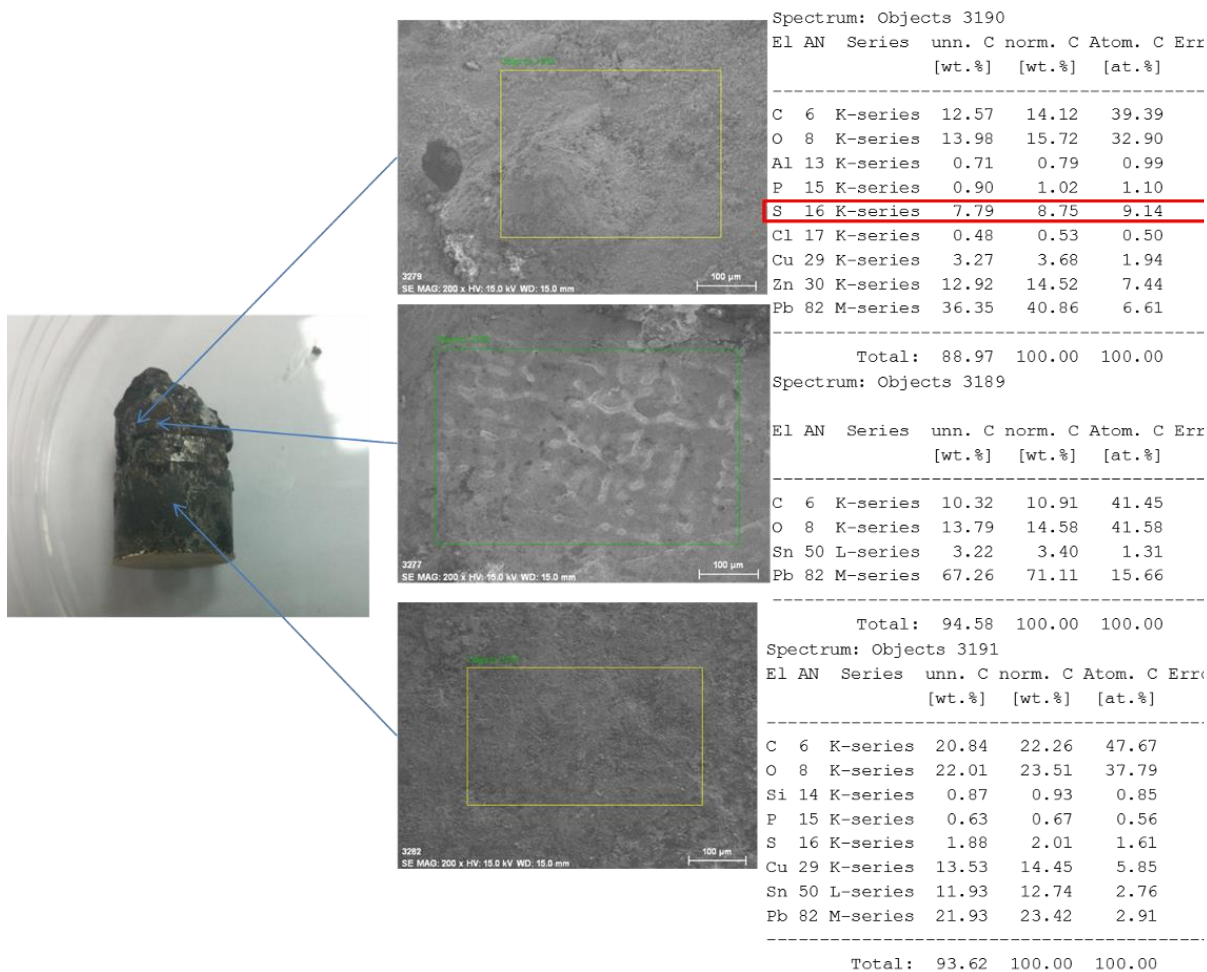 Spectrum: Objects 3190
El AN Series unn. C norm. C Atom. C Err
[wt.%] [wt.%] [at.%]
C 6 K-series 12.57 14.12 39.39
O 8 K-series 13.98 15.72 32.90
Al 13 K-series 0.71 0.79 0.99
P 15 K-series 0.90 1.02 1.10
S 16 K-series 7.79 8.75 9.14
Cl 17 K-series 0.48 0.53 0.50
Cu 29 K-series 3.27 3.68 1.94
Zn 30 K-series 12.92 14.52 7.44
Pb 82 M-series 36.35 40.86 6.61
Total: 88.97 100.00 100.00
3279
SE MAG: 200 x HV: 15.0 kV WD: 15.0 mm
100 µm
Spectrum: Objects 3189
El AN Series unn. C norm. C Atom. C Err
[wt.%] [wt.%] [at.%]
C 6 K-series 10.32 10.91 41.45
O 8 K-series 13.79 14.58 41.58
Sn 50 L-series 3.22 3.40 1.31
Pb 82 M-series 67.26 71.11 15.66
Total: 94.58 100.00 100.00
3277
SE MAG: 200 x HV: 15.0 kV WD: 15.0 mm
100 µm
Spectrum: Objects 3191
El AN Series unn. C norm. C Atom. C Erro
[wt.%] [wt.%] [at.%]
C 6 K-series 20.84 22.26 47.67
O 8 K-series 22.01 23.51 37.79
Si 14 K-series 0.87 0.93 0.85
P 15 K-series 0.63 0.67 0.56
S 16 K-series 1.88 2.01 1.61
Cu 29 K-series 13.53 14.45 5.85
Sn 50 L-series 11.93 12.74 2.76
Pb 82 M-series 21.93 23.42 2.91
Total: 93.62 100.00 100.00
3282
SE MAG: 200 x HV: 15.0 kV WD: 15.0 mm
100 µm